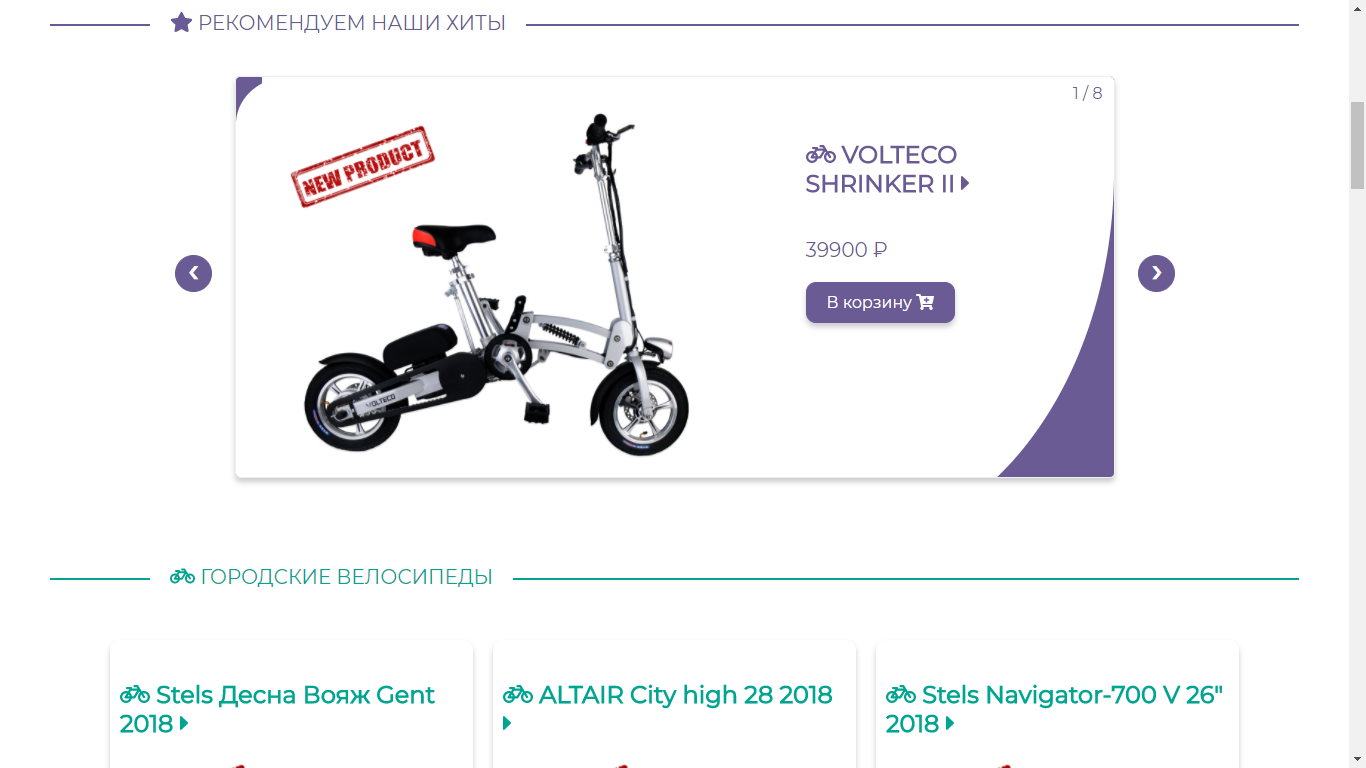 РЕКОМЕНДУЕМ НАШИ ХИТЫ
1 / 8
NEW PRODUCT
VOLTECO
SHRINKER II
39900 ₽
В корзину
VOLTECO
ГОРОДСКИЕ ВЕЛОСИПЕДЫ
Stels Десна Вояж Gent
2018
ALTAIR City high 28 2018
Stels Navigator-700 V 26"
2018